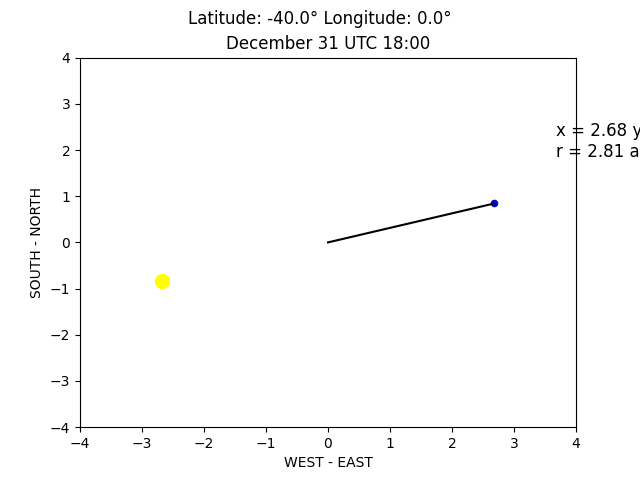 Latitude: -40.0° Longitude: 0.0°
December 31 UTC 18:00
4
3
2
1
0
−1
−2
−3
−4
SOUTH - NORTH
x = 2.68 y
r = 2.81 a
−4 −3 −2 −1 0 1 2 3 4
WEST - EAST